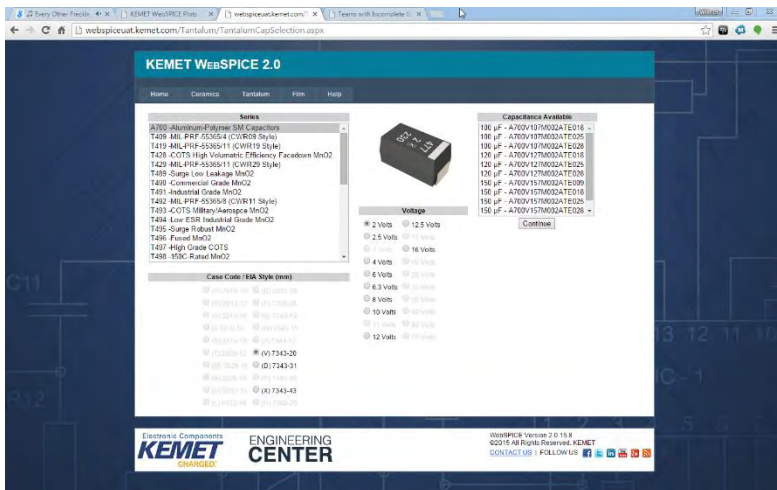 Every Other Freckle
KEMET WebSPICE
webspiceuat.kemet.com/
Teams with Incomplete
webspiceuat.kemet.com/Tantalum/TantalumCapSelection.aspx
KEMET WEBSPICE 2.0
Home Ceramics Tantalum Film Help
Series
A700 -Aluminum-Polymer SM Capacitors
T409 -MIL-PRF-55365/4 (CWR09 Style)
T419 -MIL-PRF-55365/11 (CWR29 Style)
T428 -COTS High Volumetric Efficiency Facedown MnO2
T429 -MIL-PRF-55365/11 (CWR29 Style)
T489 -Surge Low Leakage MnO2
T490 -Commercial Grade MnO2
T491 -Industrial Grade MnO2
T492 -MIL-PRF-55365/8 (CWR11 Style)
T493 -COTS Military/Aerospce MnO2
T494 -Low ESR Industrial Grade MnO2
T495 -Surge Robust MnO2
T496 -Fused MnO2
T497 -High Grade COTS
T498 -150C-Rated MnO2
477
Voltage
2 Volts 12.5 Volts
2.5 Volts
16 Volts
4 Volts
6 Volts
6.3 Volts
8 Volts
10 Volts
12 Volts
Capacitance Available
100 µF - A700V107M002ATE018
100 µF - A700V107M002ATE025
100 µF - A700V107M002ATE028
120 µF - A700V127M002ATE018
120 µF - A700V127M002ATE025
120 µF - A700V127M002ATE028
150 µF - A700V157M002ATE009
150 µF - A700V157M002ATE018
150 µF - A700V157M002ATE025
150 µF - A700V157M002ATE028
Continue
Case Code / EIA Style (mm)
(V) 7343-20
(D) 7343-31
(X) 7343-43
C11
R12
13 12 11 10
C-1
Electronic Components
KEMET
CHARGED
ENGINEERING
CENTER
WebSPICE Version 2.0.15.8
©2015 All Rights Reserved, KEMET
CONTACT US | FOLLOW US